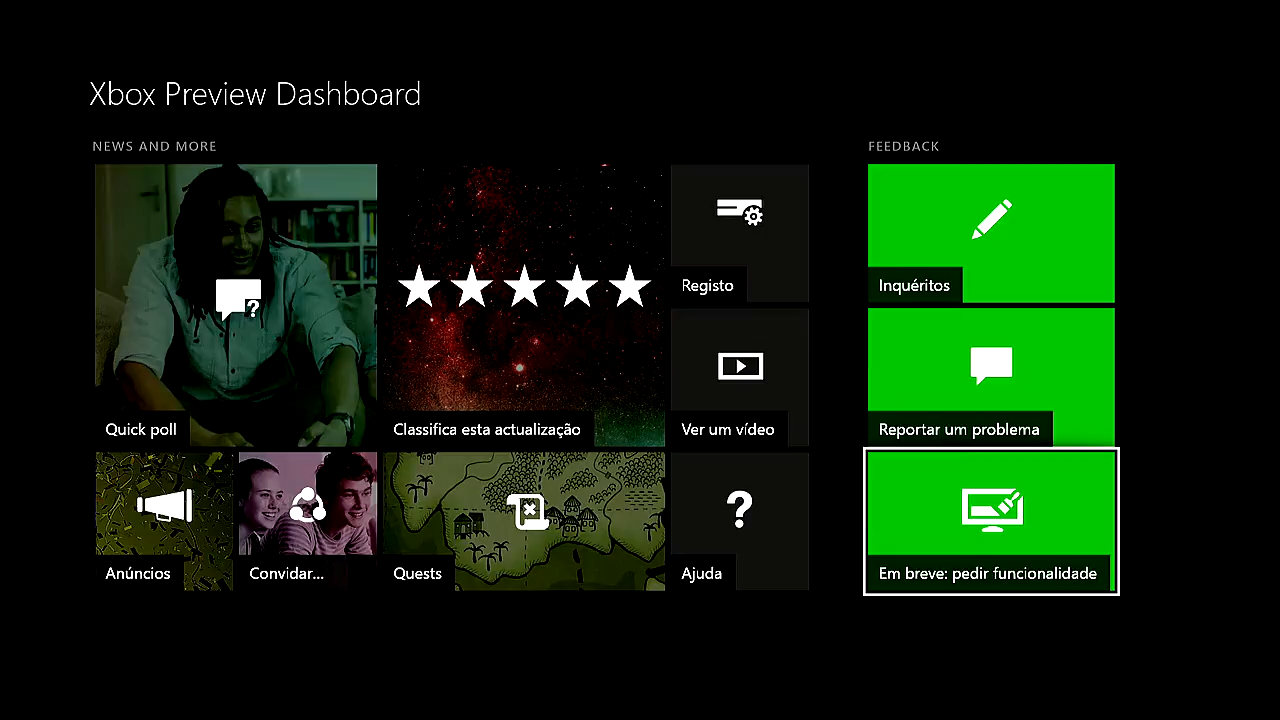 Xbox Preview Dashboard
NEWS AND MORE
Quick poll
Classifica esta actualização
Registo
Ver um vídeo
Anúncios
Convidar...
Quests
Ajuda
FEEDBACK
Inquéritos
Reportar um problema
Em breve: pedir funcionalidade